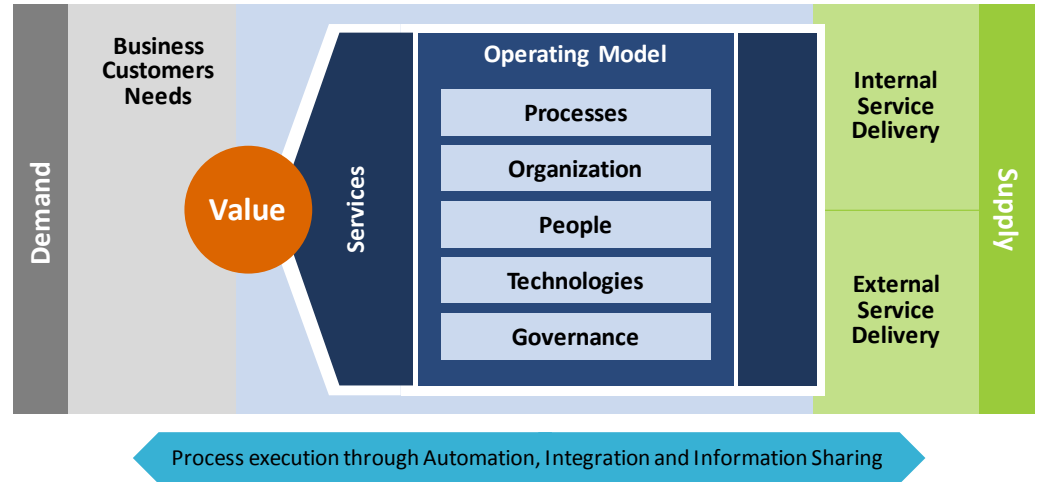 Demand
Business
Customers
Needs
Value
Services
Operating Model
Processes
Organization
People
Technologies
Governance
Internal
Service
Delivery
External
Service
Delivery
Supply
Process execution through Automation, Integration and Information Sharing